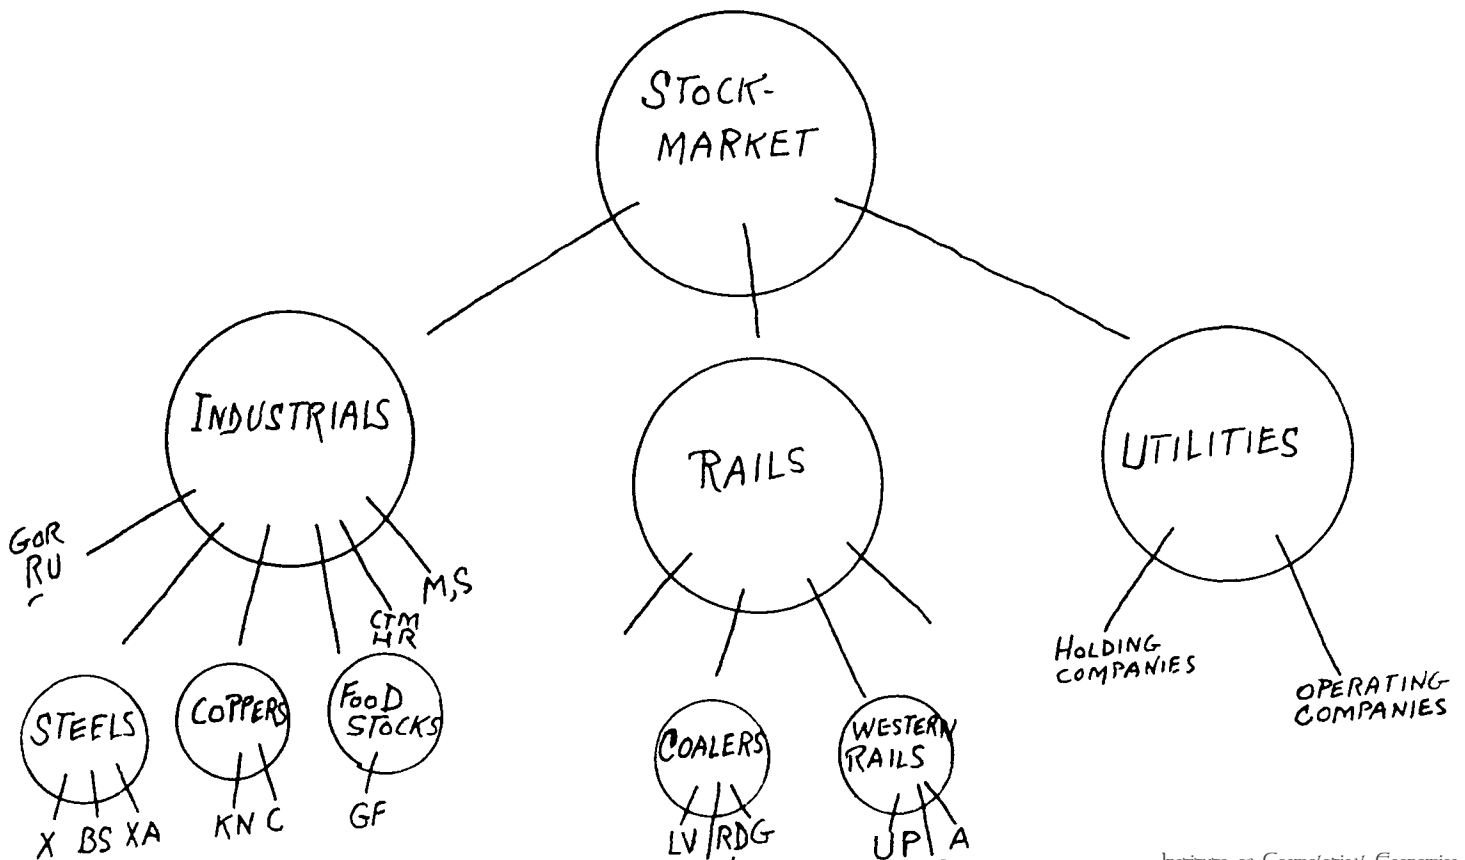 STOCK-
MARKET
INDUSTRIALS
RAILS
UTILITIES
GOR
RU
M,S
CTM
HR
HOLDING
COMPANIES
OPERATING
COMPANIES
STEELS
COPPERS
FOOD
STOCKS
COALERS
WESTERN
RAILS
X BS XA
KN C
GF
LV RDG
UP A